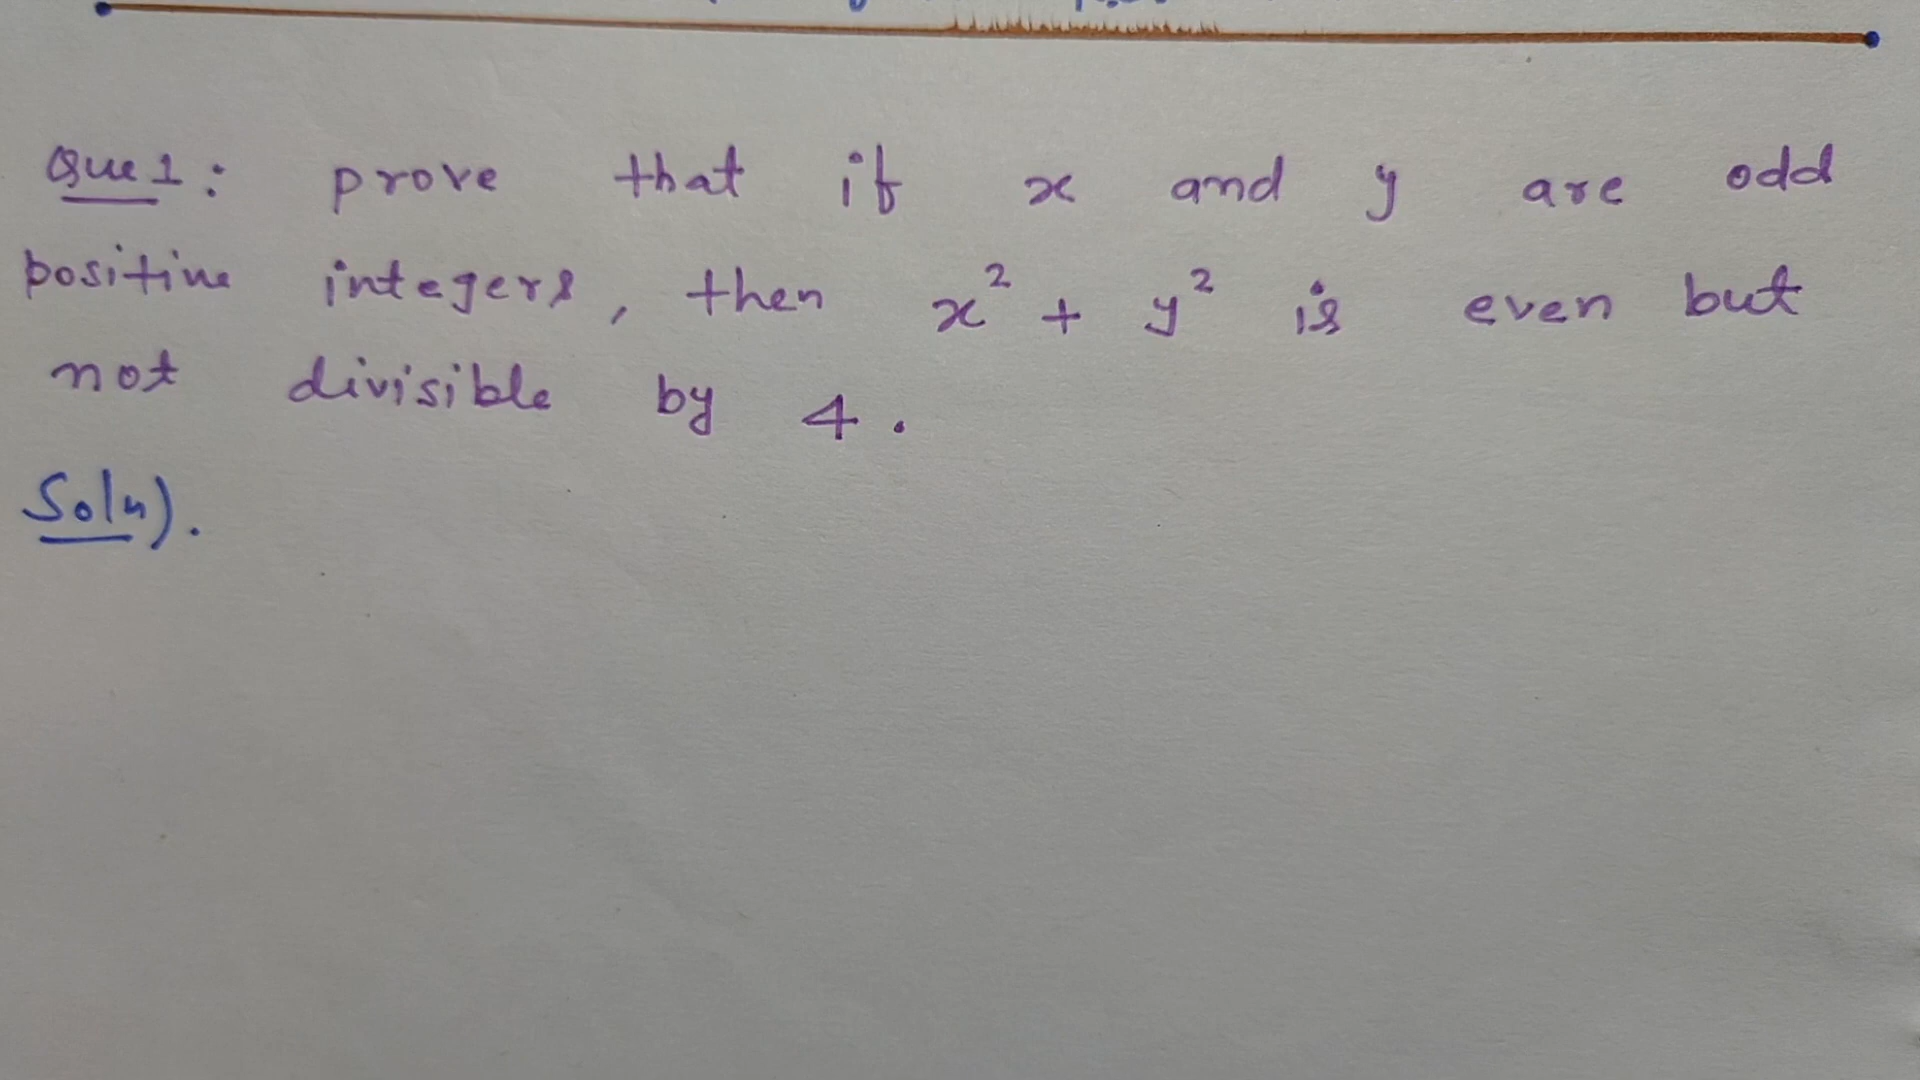 Que 1: prove that if x and y are odd
positive integers, then x² + y² is even but
not divisible by 4.
Soln).